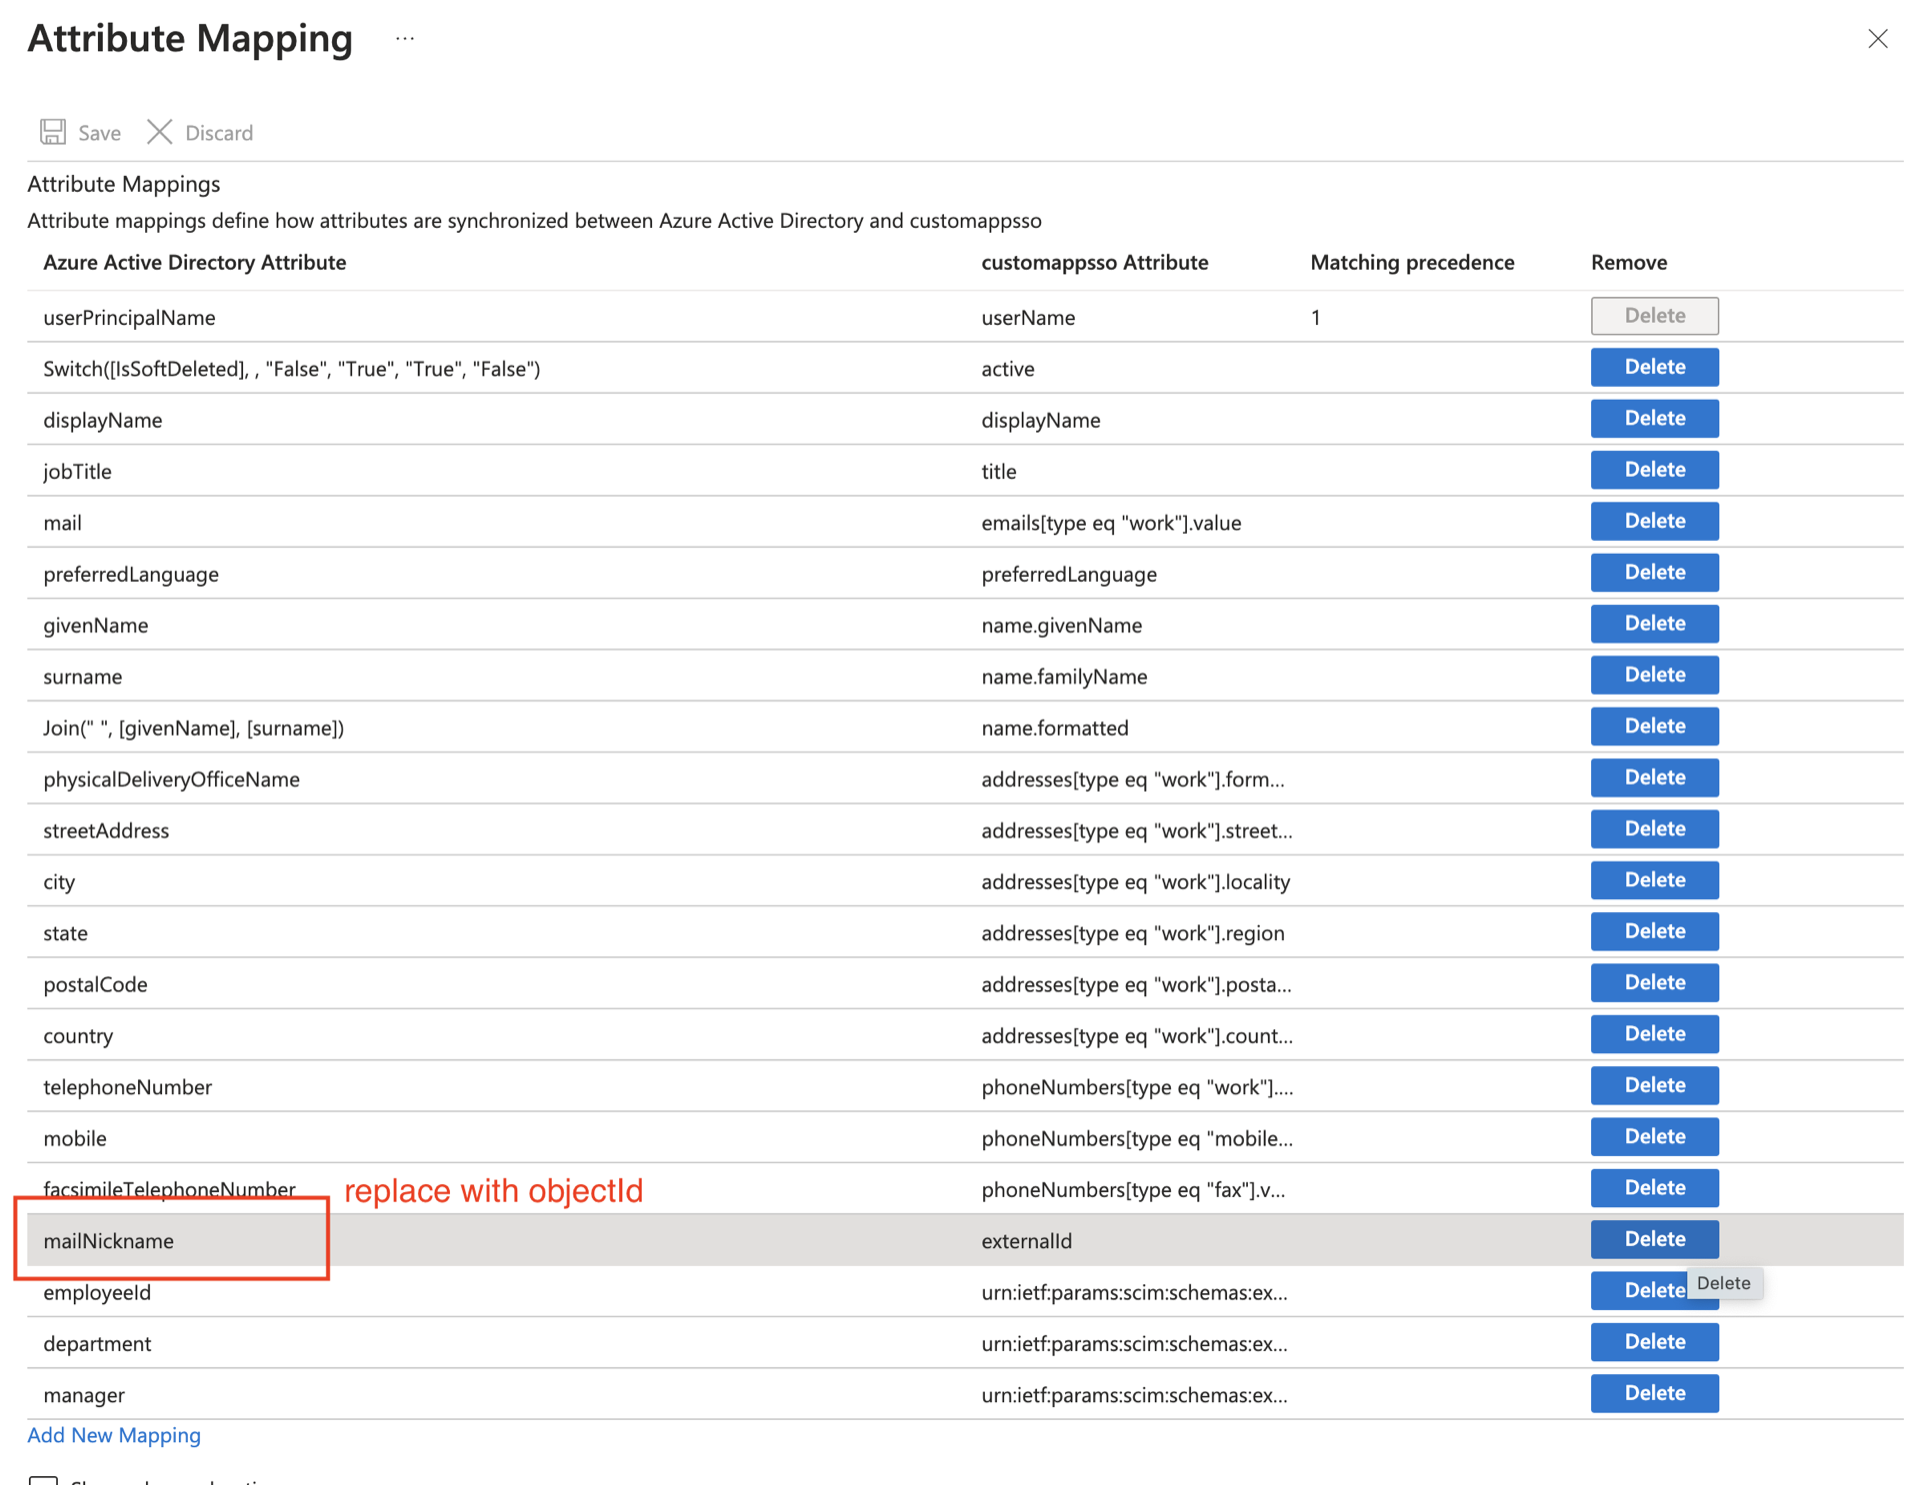 Attribute Mapping ...
Save Discard
Attribute Mappings
Attribute mappings define how attributes are synchronized between Azure Active Directory and customappsso
Azure Active Directory Attribute customappsso Attribute Matching precedence Remove
userPrincipalName userName 1 Delete
Switch([IsSoftDeleted], , "False", "True", "True", "False") active Delete
displayName displayName Delete
jobTitle title Delete
mail emails[type eq "work"].value Delete
preferredLanguage preferredLanguage Delete
givenName name.givenName Delete
surname name.familyName Delete
Join(" ", [givenName], [surname]) name.formatted Delete
physicalDeliveryOfficeName addresses[type eq "work"].form... Delete
streetAddress addresses[type eq "work"].street... Delete
city addresses[type eq "work"].locality Delete
state addresses[type eq "work"].region Delete
postalCode addresses[type eq "work"].posta... Delete
country addresses[type eq "work"].count... Delete
telephoneNumber phoneNumbers[type eq "work"].... Delete
mobile phoneNumbers[type eq "mobile... Delete
facsimileTelephoneNumber replace with objectId phoneNumbers[type eq "fax"].v... Delete
mailNickname externalId Delete
employeeId urn:ietf:params:scim:schemas:ex... Delete Delete
department urn:ietf:params:scim:schemas:ex... Delete
manager urn:ietf:params:scim:schemas:ex... Delete
Add New Mapping